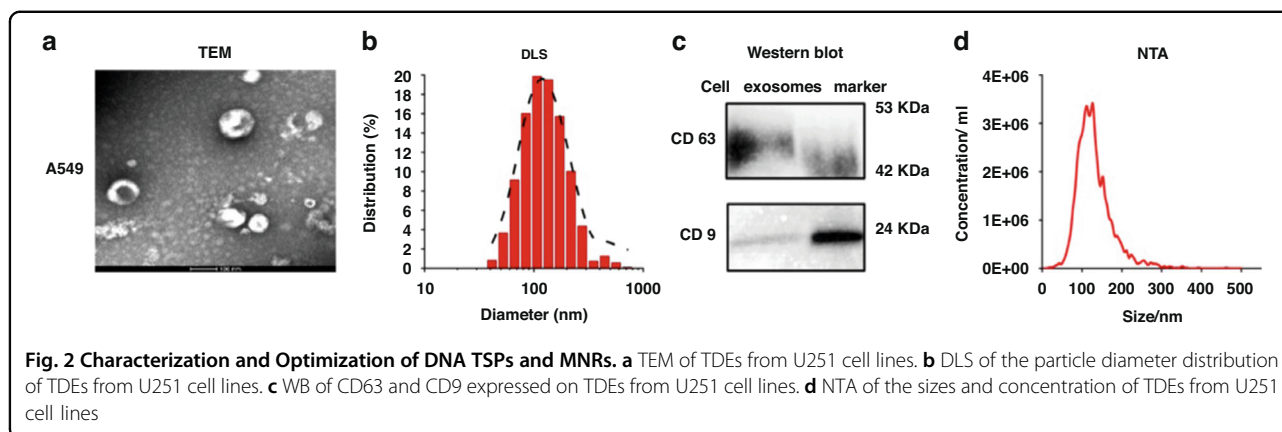 a
TEM
A549
100 nm
b
DLS
Distribution (%)
20
18
16
14
12
10
8
6
4
2
0
10
100
1000
Diameter (nm)
c
Western blot
Cell exosomes marker
CD 63
53 KDa
42 KDa
CD 9
24 KDa
d
NTA
Concentration/ ml
4E+06
3E+06
2E+06
1E+06
0E+00
0
100
200
300
400
500
Size/nm
Fig. 2 Characterization and Optimization of DNA TSPs and MNRs. a TEM of TDEs from U251 cell lines. b DLS of the particle diameter distribution
of TDEs from U251 cell lines. c WB of CD63 and CD9 expressed on TDEs from U251 cell lines. d NTA of the sizes and concentration of TDEs from U251
cell lines